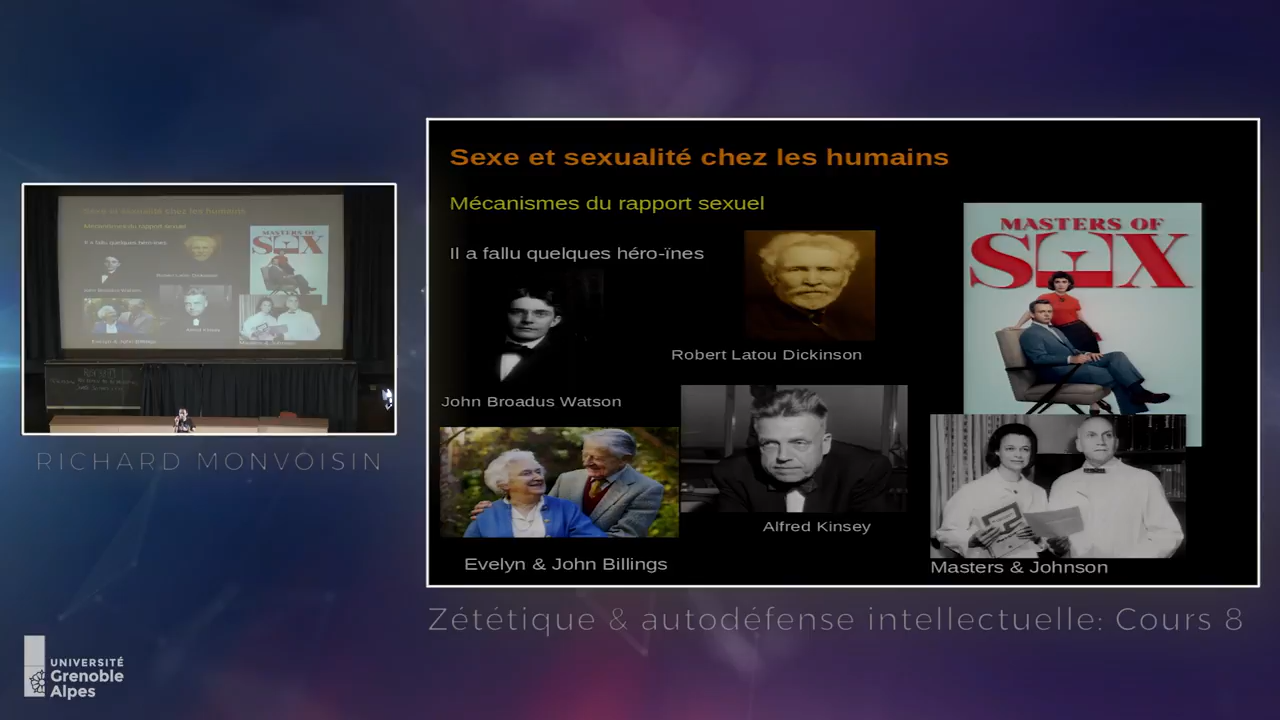 Sexe et sexualité chez les humains
Mécanismes du rapport sexuel
Il a fallu quelques héro-ïnes
MASTERS OF
SEX
Robert Latou Dickinson
John Broadus Watson
Alfred Kinsey
Evelyn & John Billings
Masters & Johnson
RICHARD MONVOISIN
Zététique & autodéfense intellectuelle: Cours 8
UNIVERSITÉ
Grenoble
Alpes